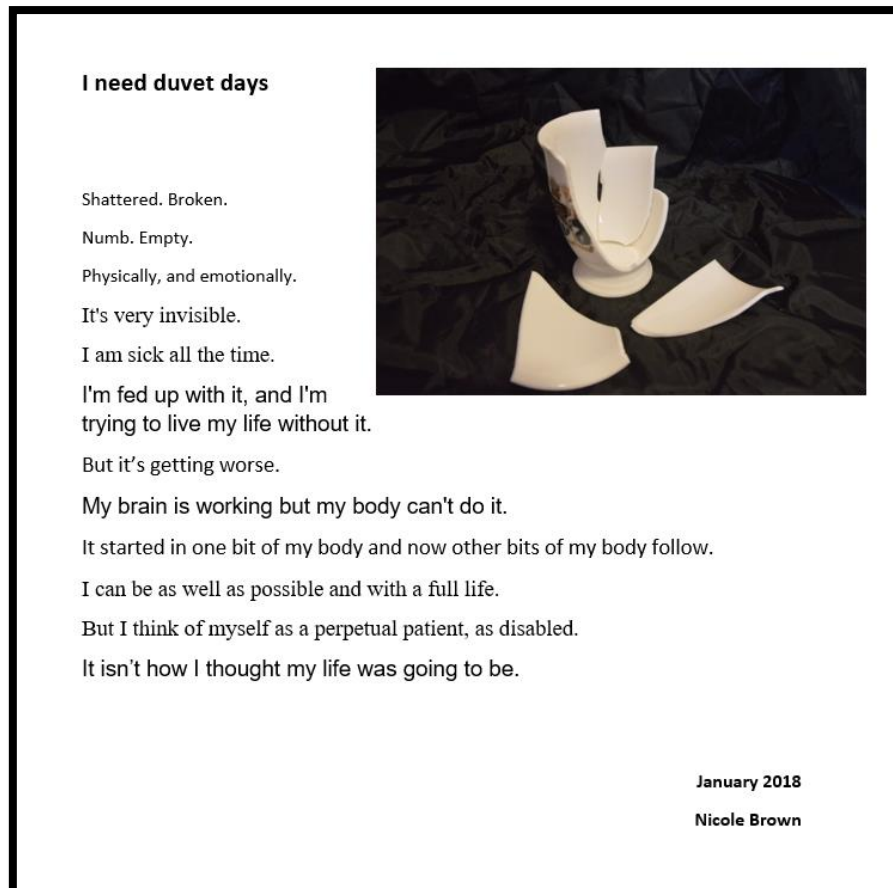 I need duvet days
Shattered. Broken.
Numb. Empty.
Physically, and emotionally.
It's very invisible.
I am sick all the time.
I'm fed up with it, and I'm
trying to live my life without it.
But it’s getting worse.
My brain is working but my body can't do it.
It started in one bit of my body and now other bits of my body follow.
I can be as well as possible and with a full life.
But I think of myself as a perpetual patient, as disabled.
It isn’t how I thought my life was going to be.
January 2018
Nicole Brown